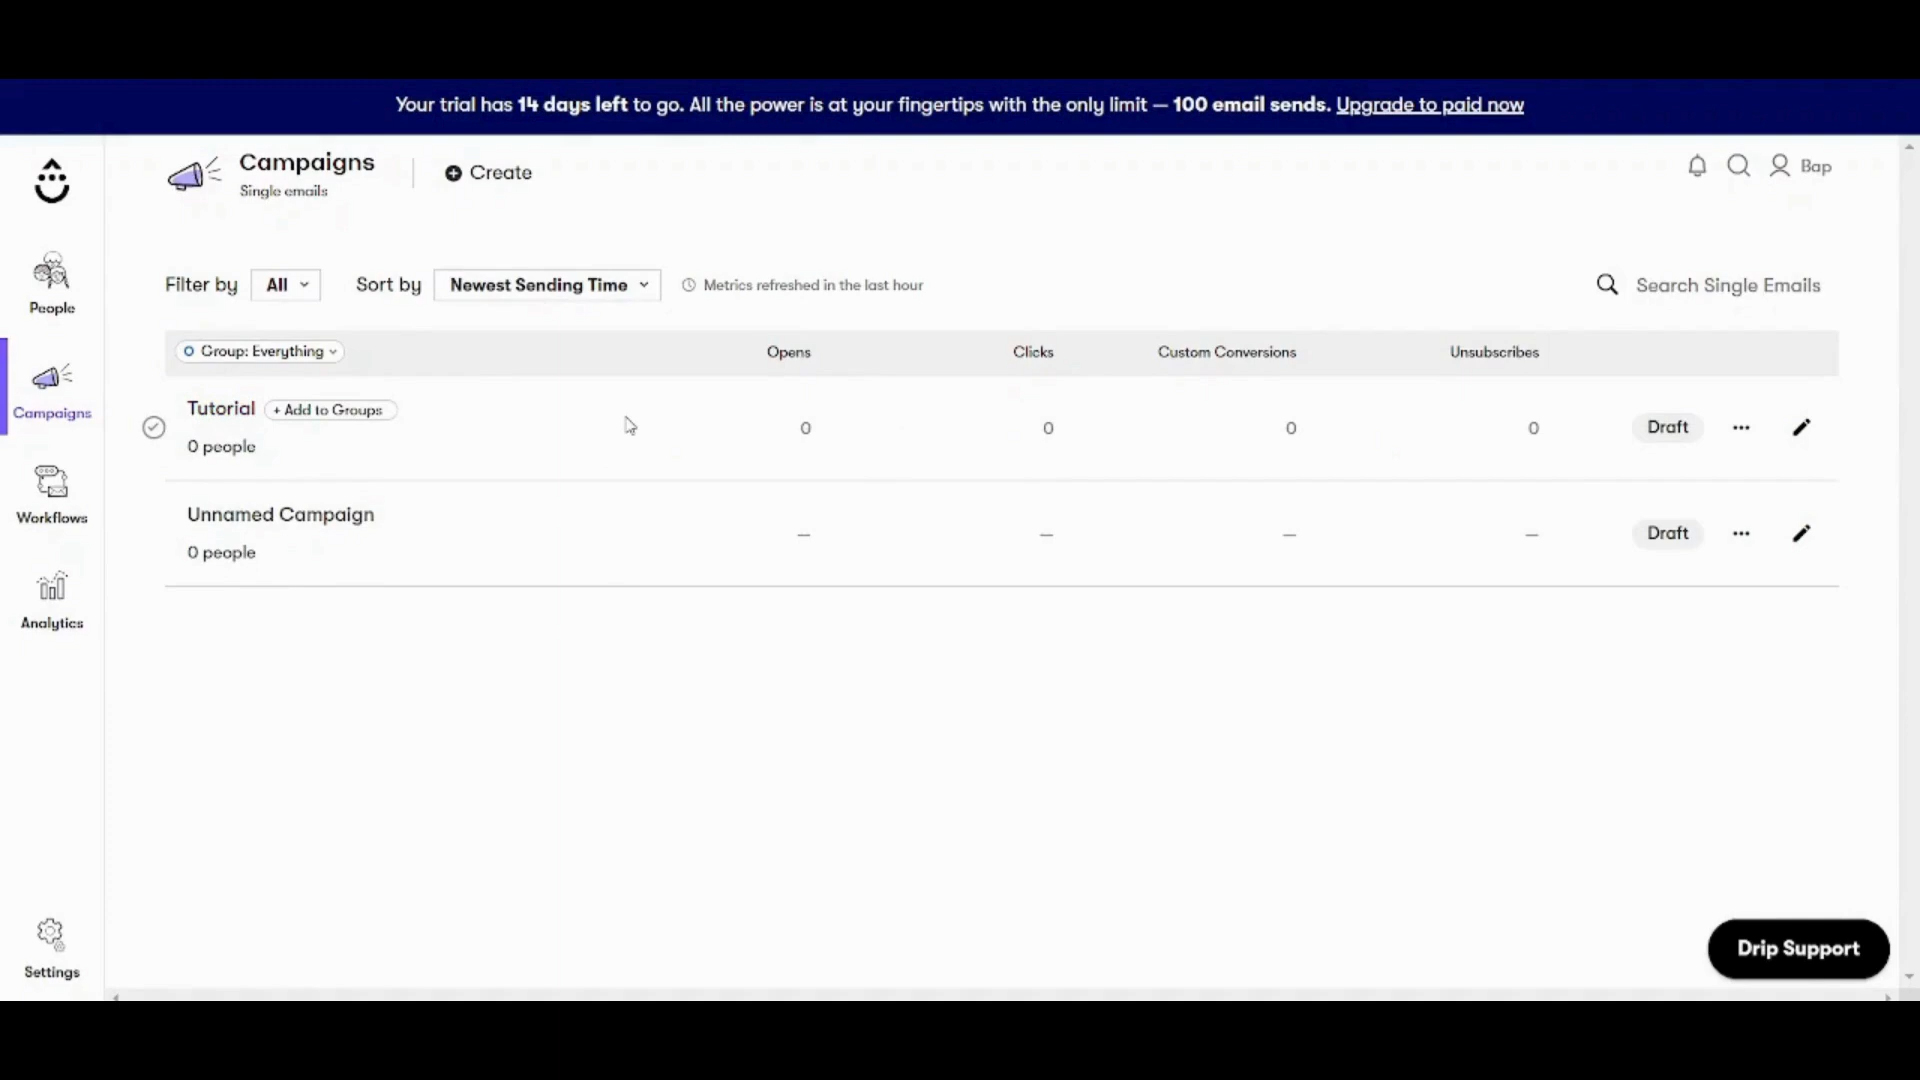 Your trial has 14 days left to go. All the power is at your fingertips with the only limit — 100 email sends. Upgrade to paid now
Campaigns
Single emails
Create
Bap
People
Campaigns
Workflows
Analytics
Settings
Filter by All Sort by Newest Sending Time Metrics refreshed in the last hour Search Single Emails
Group: Everything Opens Clicks Custom Conversions Unsubscribes
Tutorial + Add to Groups
0 people
0 0 0 0 Draft
Unnamed Campaign
0 people
— — — — Draft
Drip Support